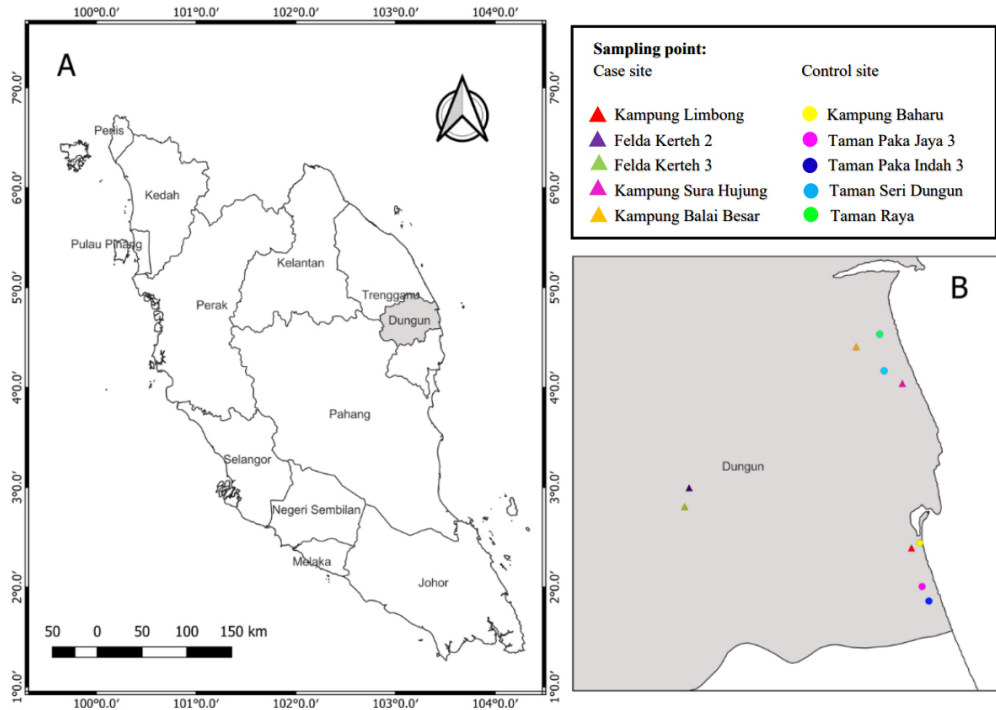 100°0.0′ 101°0.0′ 102°0.0′ 103°0.0′ 104°0.0′
A
7°0.0′ 7°0.0′
6°0.0′ 6°0.0′
5°0.0′ 5°0.0′
4°0.0′ 4°0.0′
3°0.0′ 3°0.0′
2°0.0′ 2°0.0′
1°0.0′ 1°0.0′
Perlis
Kedah
Pulau Pinang
Kelantan
Trengganu
Perak
Dungun
Pahang
Selangor
Negeri Sembilan
Melaka
Johor
50 0 50 100 150 km
100°0.0′ 101°0.0′ 102°0.0′ 103°0.0′ 104°0.0′
Sampling point:
Case site Control site
Kampung Limbong Kampung Baharu
Felda Kerteh 2 Taman Paka Jaya 3
Felda Kerteh 3 Taman Paka Indah 3
Kampung Sura Hujung Taman Seri Dungun
Kampung Balai Besar Taman Raya
B
Dungun